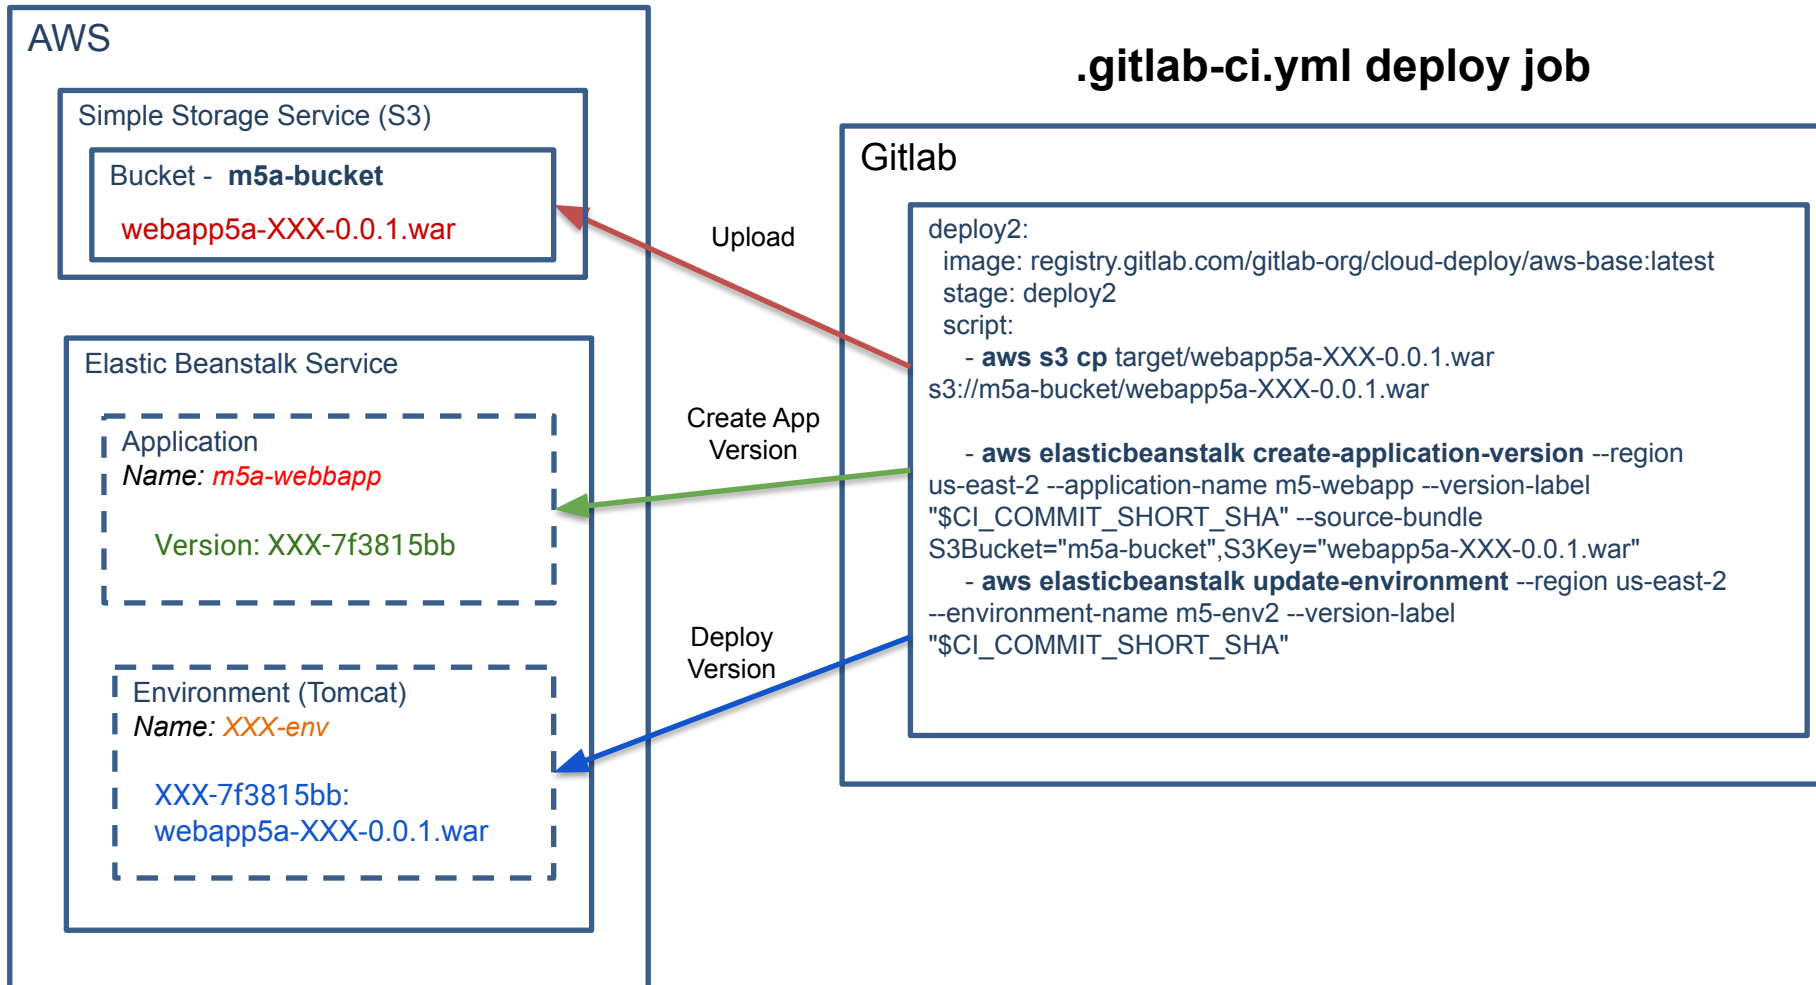 AWS
Simple Storage Service (S3)
Bucket -  m5a-bucket
webapp5a-XXX-0.0.1.war
Elastic Beanstalk Service
Application
Name: m5a-webbapp
Version: XXX-7f3815bb
Environment (Tomcat)
Name: XXX-env
XXX-7f3815bb:
webapp5a-XXX-0.0.1.war
Upload
Create App
Version
Deploy
Version
.gitlab-ci.yml deploy job
Gitlab
deploy2:
image: registry.gitlab.com/gitlab-org/cloud-deploy/aws-base:latest
stage: deploy2
script:
- aws s3 cp target/webapp5a-XXX-0.0.1.war
s3://m5a-bucket/webapp5a-XXX-0.0.1.war
- aws elasticbeanstalk create-application-version --region
us-east-2 --application-name m5-webapp --version-label
"$CI_COMMIT_SHORT_SHA" --source-bundle
S3Bucket="m5a-bucket",S3Key="webapp5a-XXX-0.0.1.war"
- aws elasticbeanstalk update-environment --region us-east-2
--environment-name m5-env2 --version-label
"$CI_COMMIT_SHORT_SHA"